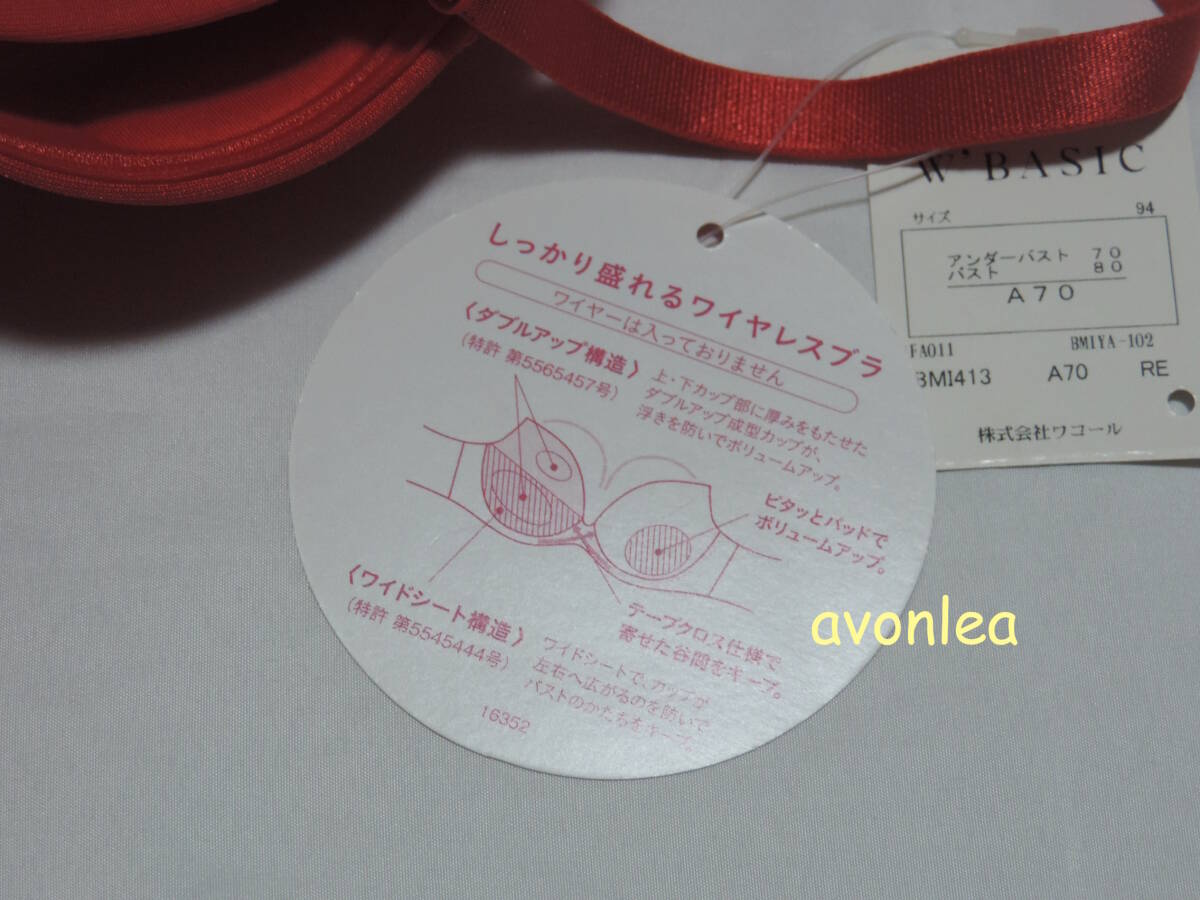 しっかり盛れるワイヤレスブラ
ワイヤーは入っておりません
〈ダブルアップ構造〉
(特許 第5565457号)
上・下カップ部に厚みをもたせた
ダブルアップ成型カップが、
浮きを防いでボリュームアップ。
ピタッとパッドで
ボリュームアップ。
テープクロス仕様で
寄せた谷間をキープ。
〈ワイドシート構造〉
(特許 第5545444号)
ワイドシートで、カップが
左右へ広がるのを防いで
バストのかたちをキープ。
16352
W'BASIC
サイズ 94
アンダーバスト 70
バスト 80
A70
FA011 BMIYA-102
BMI413 A70 RE
株式会社ワコール
avonlea